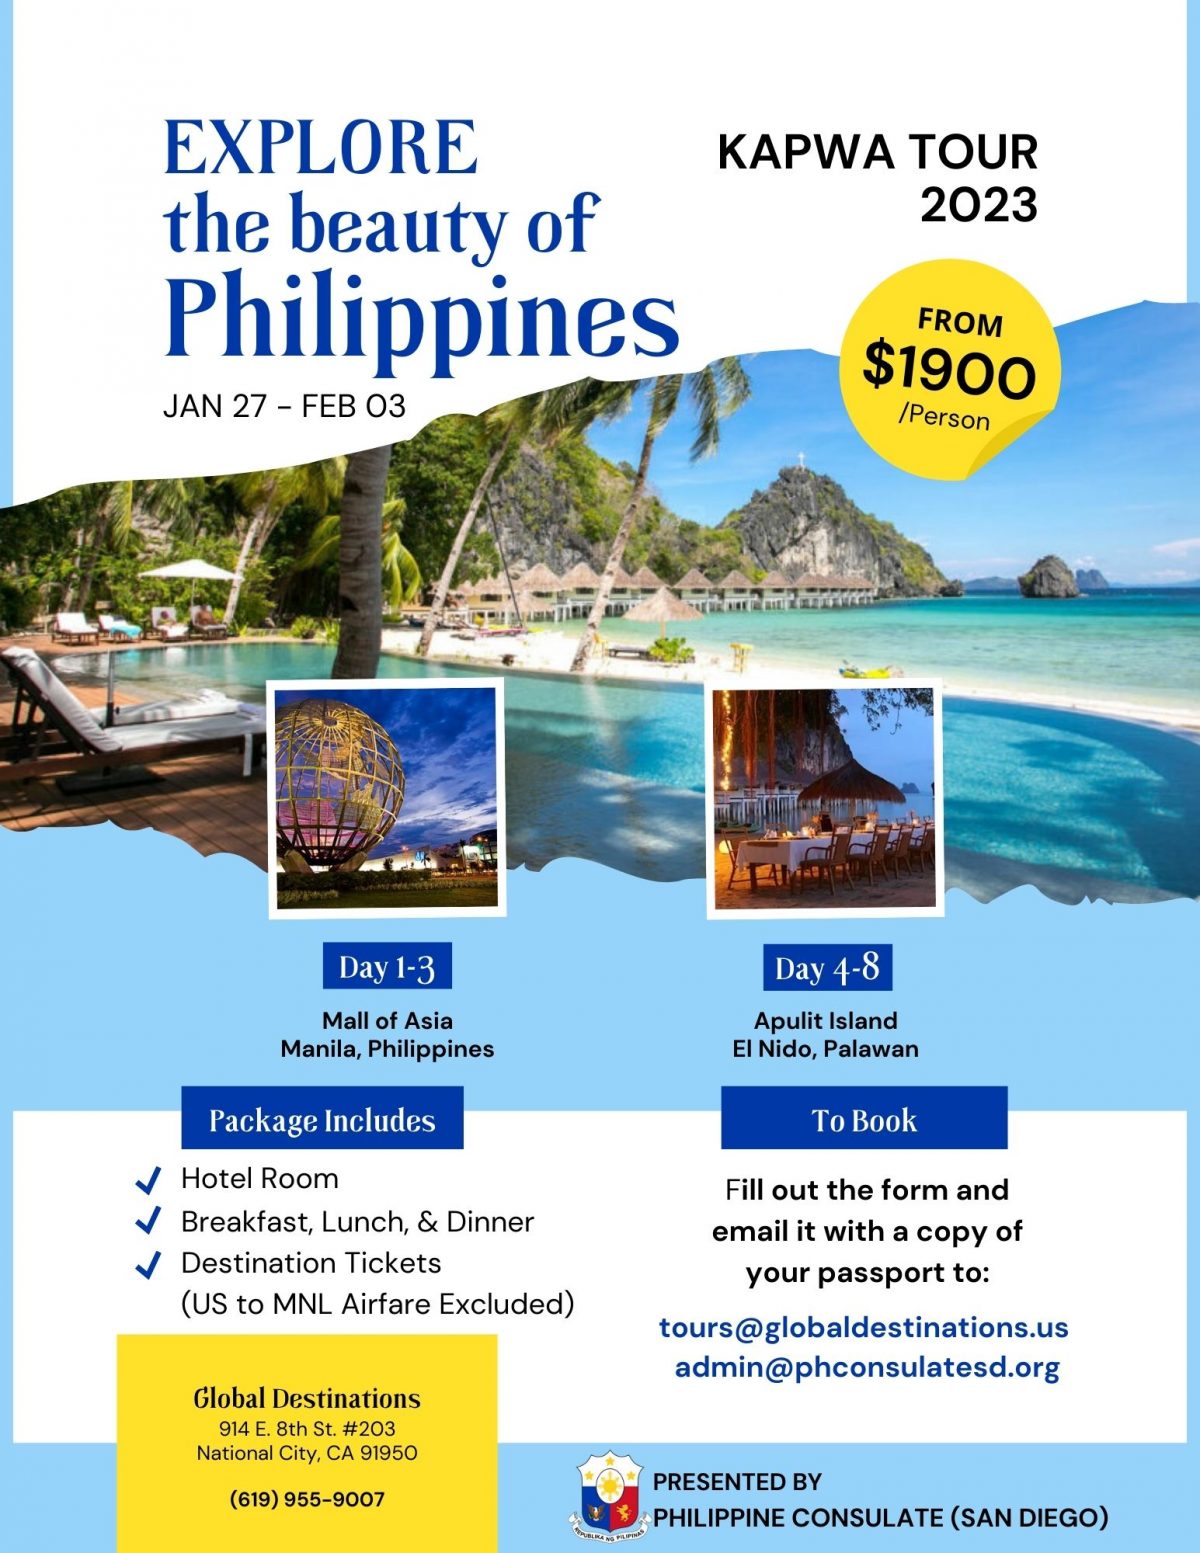 EXPLORE
the beauty of
Philippines
JAN 27 - FEB 03
KAPWA TOUR
2023
FROM
$1900
/Person
Day 1-3
Mall of Asia
Manila, Philippines
Day 4-8
Apulit Island
El Nido, Palawan
Package Includes
Hotel Room
Breakfast, Lunch, & Dinner
Destination Tickets
(US to MNL Airfare Excluded)
To Book
Fill out the form and
email it with a copy of
your passport to:
tours@globaldestinations.us
admin@phconsulatesd.org
Global Destinations
914 E. 8th St. #203
National City, CA 91950
(619) 955-9007
REPUBLIKA NG PILIPINAS
PRESENTED BY
PHILIPPINE CONSULATE (SAN DIEGO)